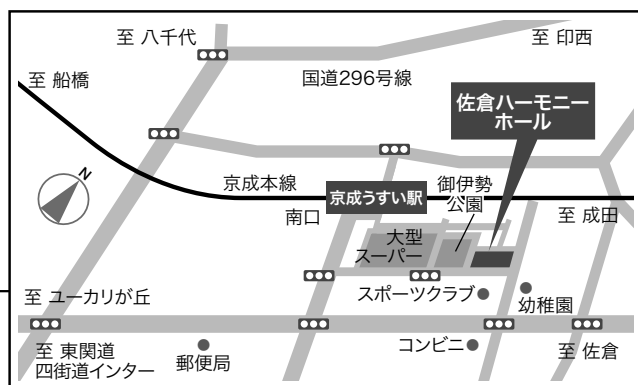 至 八千代
至 印西
至 船橋
国道296号線
佐倉ハーモニー
ホール
N
京成本線
京成うすい駅
御伊勢
公園
南口
至 成田
大型
スーパー
至 ユーカリが丘
スポーツクラブ
幼稚園
至 東関道
四街道インター
郵便局
コンビニ
至 佐倉